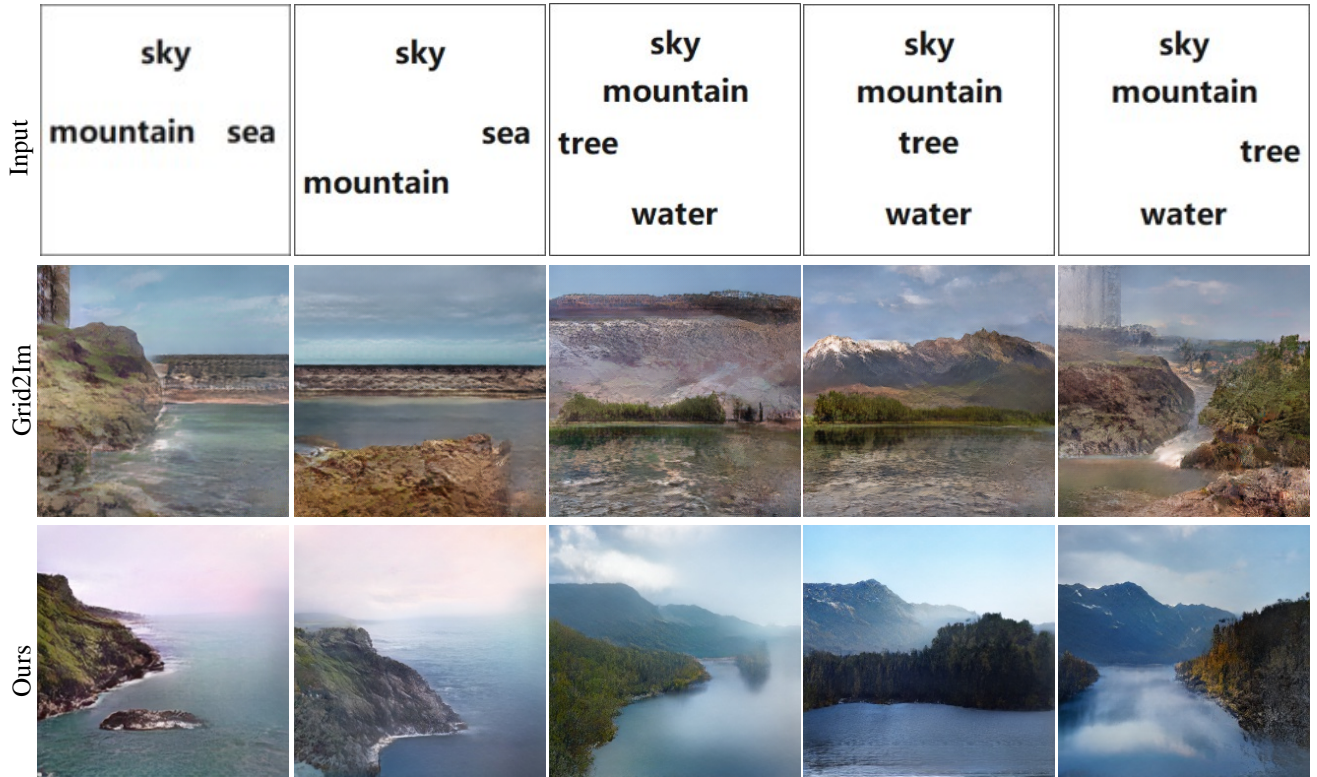 Input
sky
mountain sea
sky
sea
mountain
sky
mountain
tree
water
sky
mountain
tree
water
sky
mountain
tree
water
Grid2Im
Ours